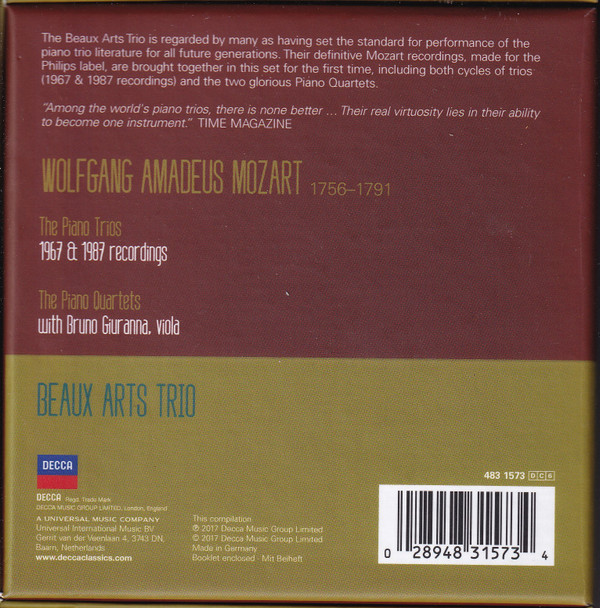 The Beaux Arts Trio is regarded by many as having set the standard for performance of the
piano trio literature for all future generations. Their definitive Mozart recordings, made for the
Philips label, are brought together in this set for the first time, including both cycles of trios
(1967 & 1987 recordings) and the two glorious Piano Quartets.
“Among the world’s piano trios, there is none better ... Their real virtuosity lies in their ability
to become one instrument.” TIME MAGAZINE
WOLFGANG AMADEUS MOZART 1756–1791
The Piano Trios
1967 & 1987 recordings
The Piano Quartets
with Bruno Giuranna, viola
BEAUX ARTS TRIO
DECCA
483 1573 DC6
DECCA Regd. Trade Mark
DECCA MUSIC GROUP LIMITED, London, England
A UNIVERSAL MUSIC COMPANY
Universal International Music BV
Gerrit van der Veenlaan 4, 3743 DN,
Baarn, Netherlands
www.deccaclassics.com
This compilation
℗ 2017 Decca Music Group Limited
© 2017 Decca Music Group Limited
Made in Germany
Booklet enclosed · Mit Beiheft
0 28948 31573 4